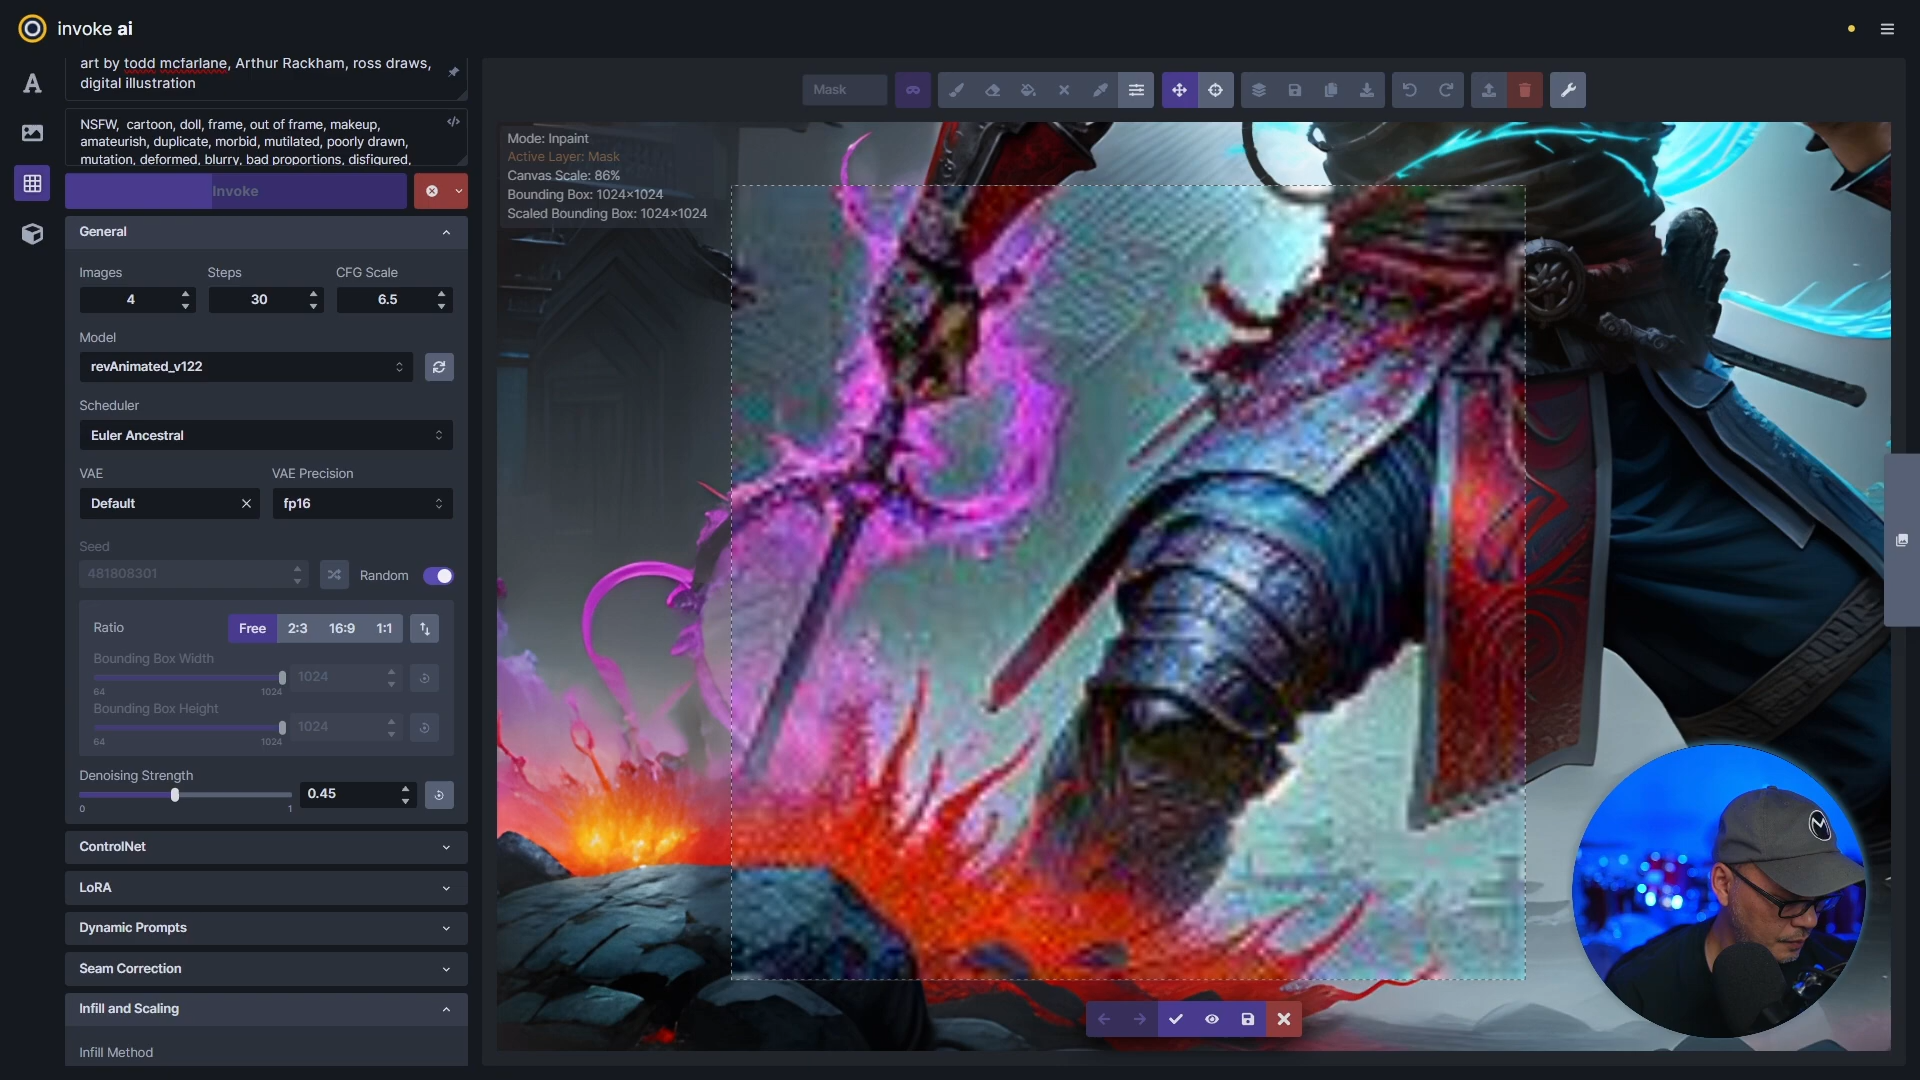 invoke ai
art by todd mcfarlane, Arthur Rackham, ross draws,
digital illustration
NSFW, cartoon, doll, frame, out of frame, makeup,
amateurish, duplicate, morbid, mutilated, poorly drawn,
mutation, deformed, blurry, bad proportions, disfigured,
Invoke
General
Images Steps CFG Scale
4 30 6.5
Model
revAnimated_v122
Scheduler
Euler Ancestral
VAE VAE Precision
Default fp16
Seed
481808301 Random
Ratio Free 2:3 16:9 1:1
Bounding Box Width
1024
64 1024
Bounding Box Height
1024
64 1024
Denoising Strength
0.45
0 1
ControlNet
LoRA
Dynamic Prompts
Seam Correction
Infill and Scaling
Infill Method
Mask
Mode: Inpaint
Active Layer: Mask
Canvas Scale: 86%
Bounding Box: 1024×1024
Scaled Bounding Box: 1024×1024